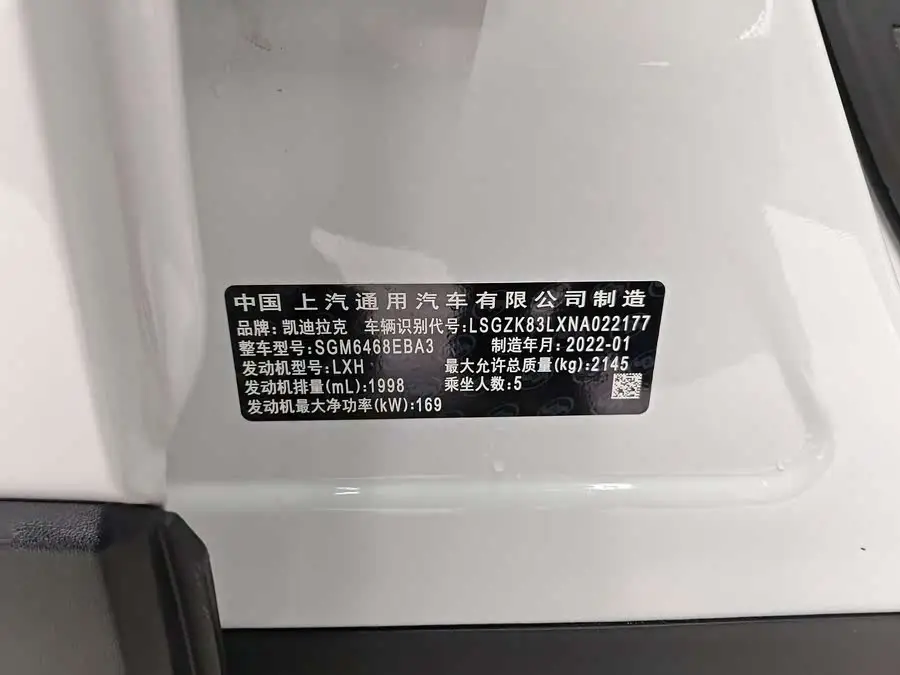 中国 上汽通用汽车有限公司制造
品牌: 凯迪拉克 车辆识别代号:LSGZK83LXNA022177
整车型号:SGM6468EBA3 制造年月:2022-01
发动机型号:LXH 最大允许总质量(kg):2145
发动机排量(mL):1998 乘坐人数:5
发动机最大净功率(kW):169